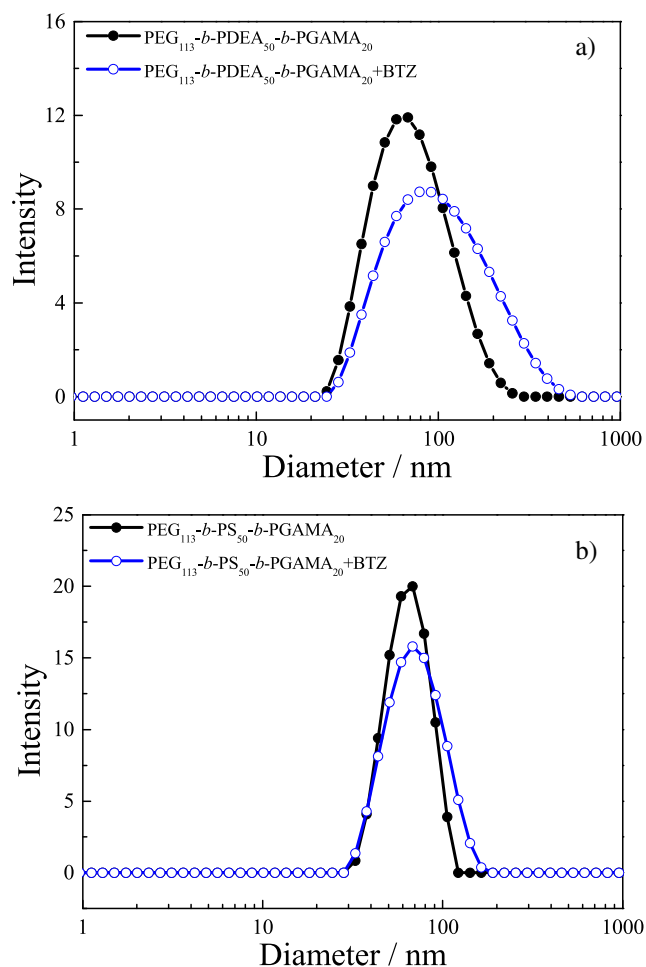 16
PEG₁₁₃-b-PDEA₅₀-b-PGAMA₂₀
a)
PEG₁₁₃-b-PDEA₅₀-b-PGAMA₂₀+BTZ
12
8
4
0
Intensity
1 10 100 1000
Diameter / nm
25
PEG₁₁₃-b-PS₅₀-b-PGAMA₂₀
b)
PEG₁₁₃-b-PS₅₀-b-PGAMA₂₀+BTZ
20
15
10
5
0
Intensity
1 10 100 1000
Diameter / nm